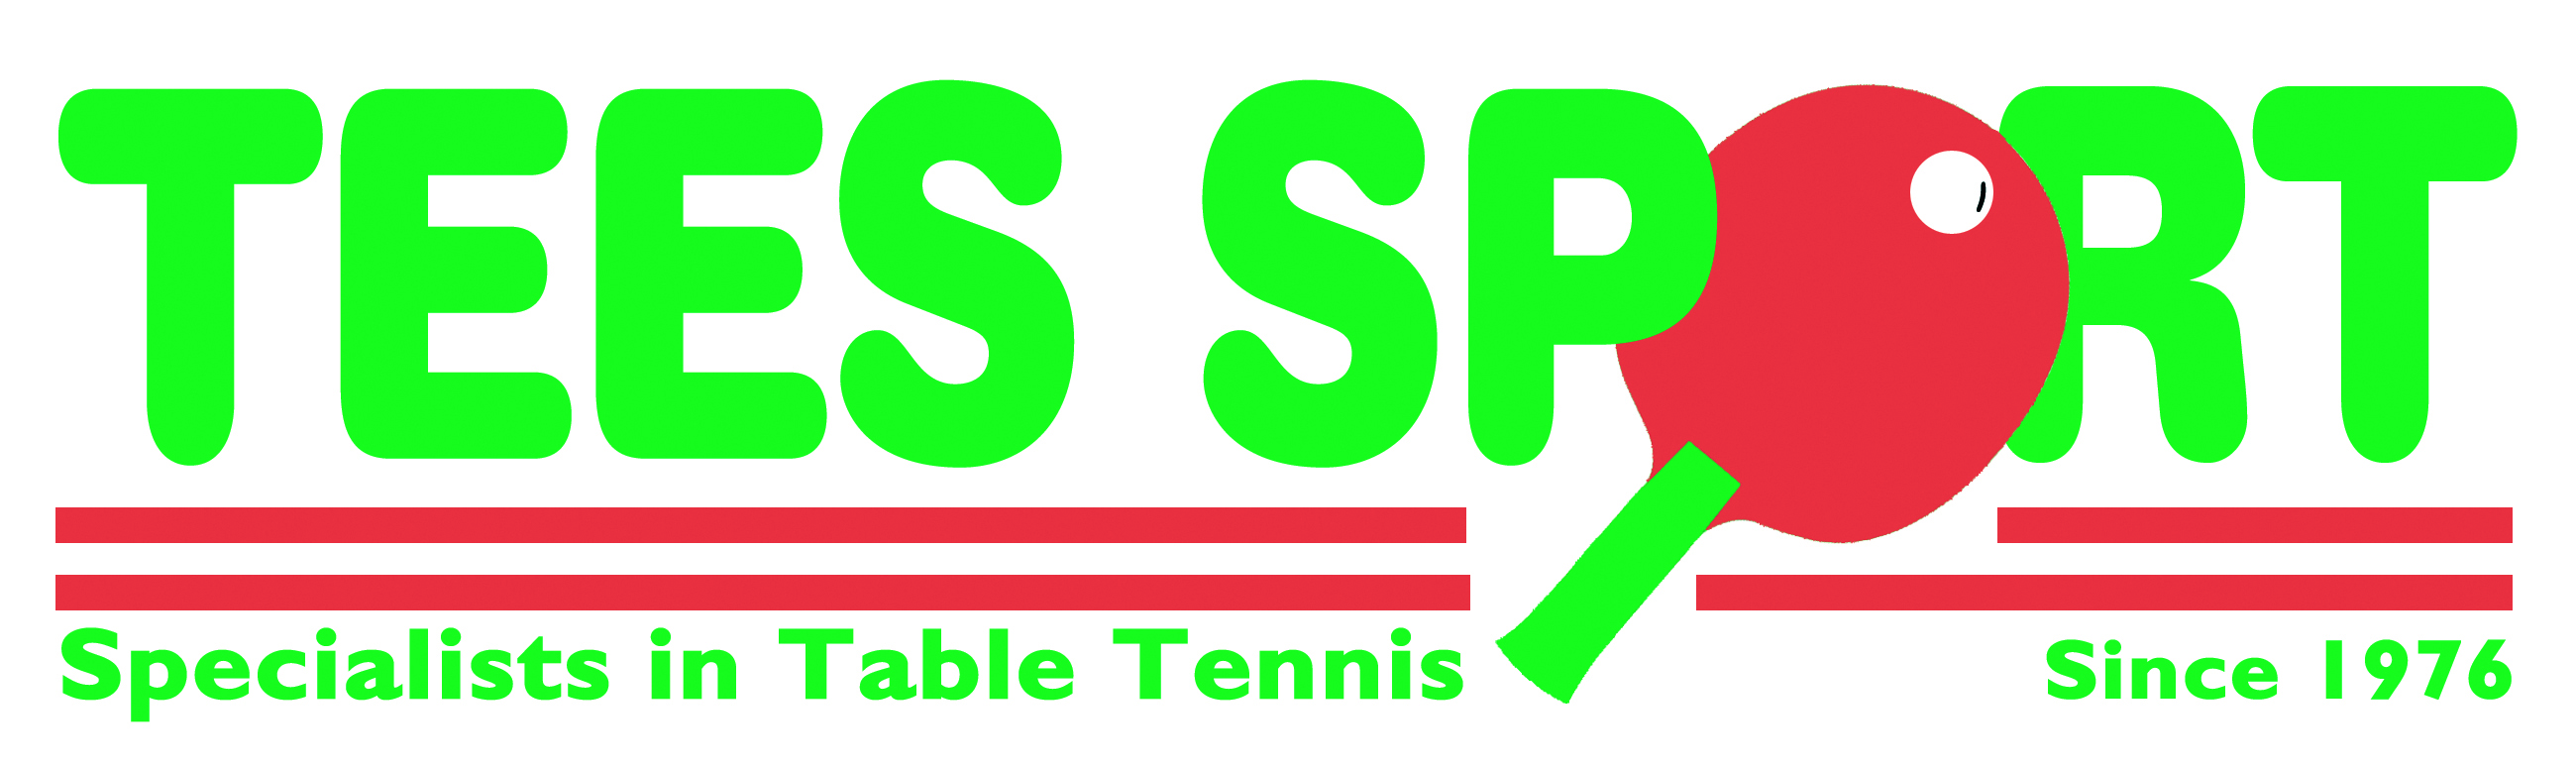 TEES SPORT
Specialists in Table Tennis
Since 1976